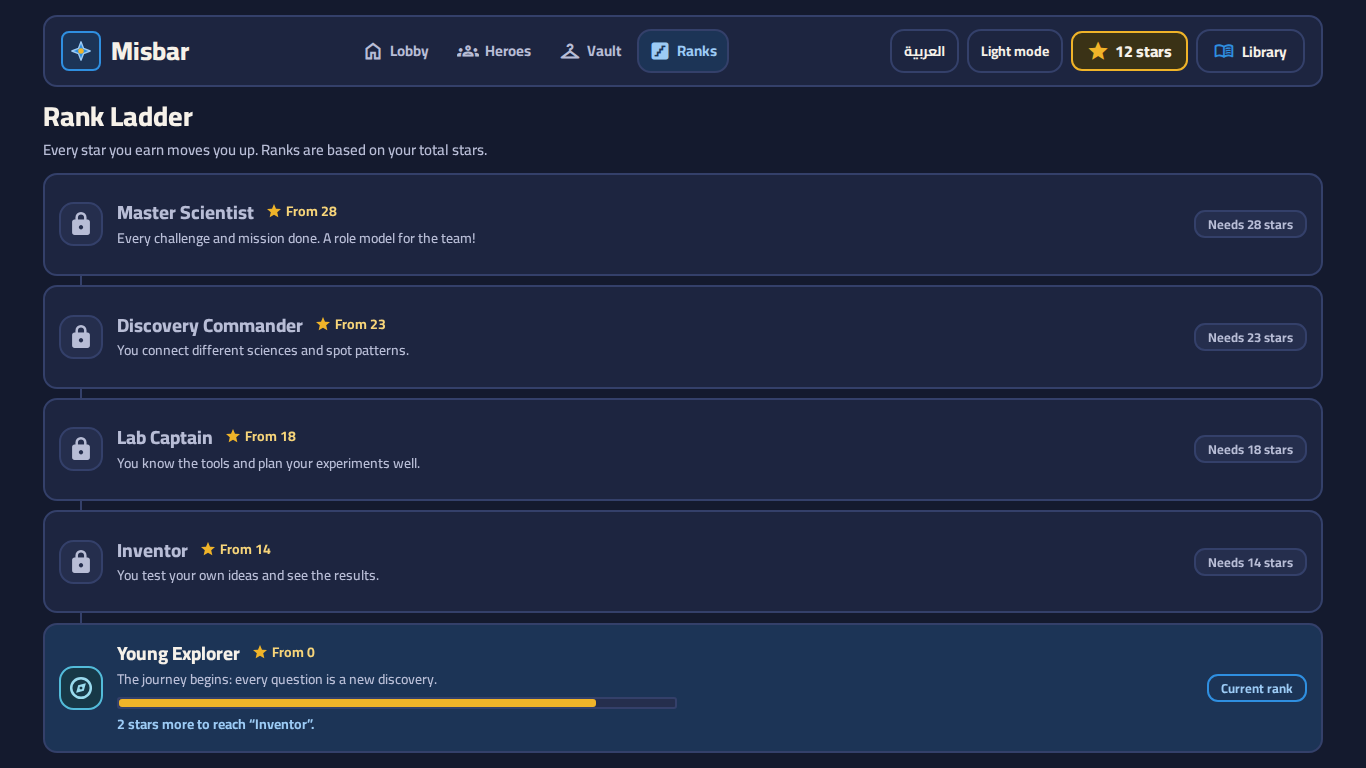 Misbar
Lobby
Heroes
Vault
Ranks
العربية
Light mode
12 stars
Library
Rank Ladder
Every star you earn moves you up. Ranks are based on your total stars.
Master Scientist From 28
Every challenge and mission done. A role model for the team!
Needs 28 stars
Discovery Commander From 23
You connect different sciences and spot patterns.
Needs 23 stars
Lab Captain From 18
You know the tools and plan your experiments well.
Needs 18 stars
Inventor From 14
You test your own ideas and see the results.
Needs 14 stars
Young Explorer From 0
The journey begins: every question is a new discovery.
2 stars more to reach “Inventor”.
Current rank